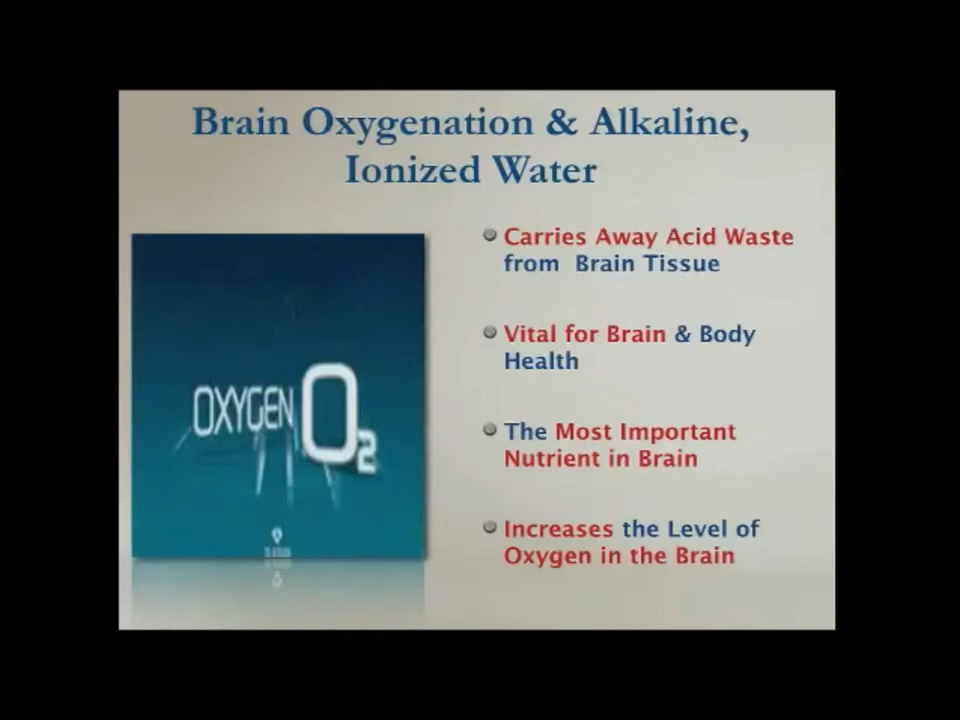 Brain Oxygenation & Alkaline,
Ionized Water
OXYGEN O2
Carries Away Acid Waste
from Brain Tissue
Vital for Brain & Body
Health
The Most Important
Nutrient in Brain
Increases the Level of
Oxygen in the Brain